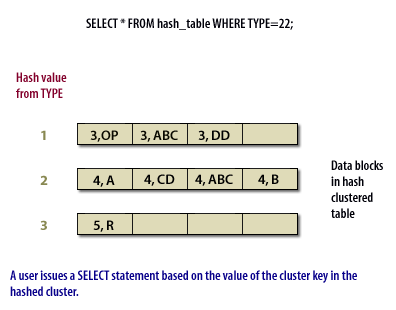 SELECT * FROM hash_table WHERE TYPE=22;
Hash value
from TYPE
1 3,OP 3, ABC 3, DD
2 4, A 4, CD 4, ABC 4, B
3 5, R
Data blocks
in hash
clustered
table
A user issues a SELECT statement based on the value of the cluster key in the
hashed cluster.